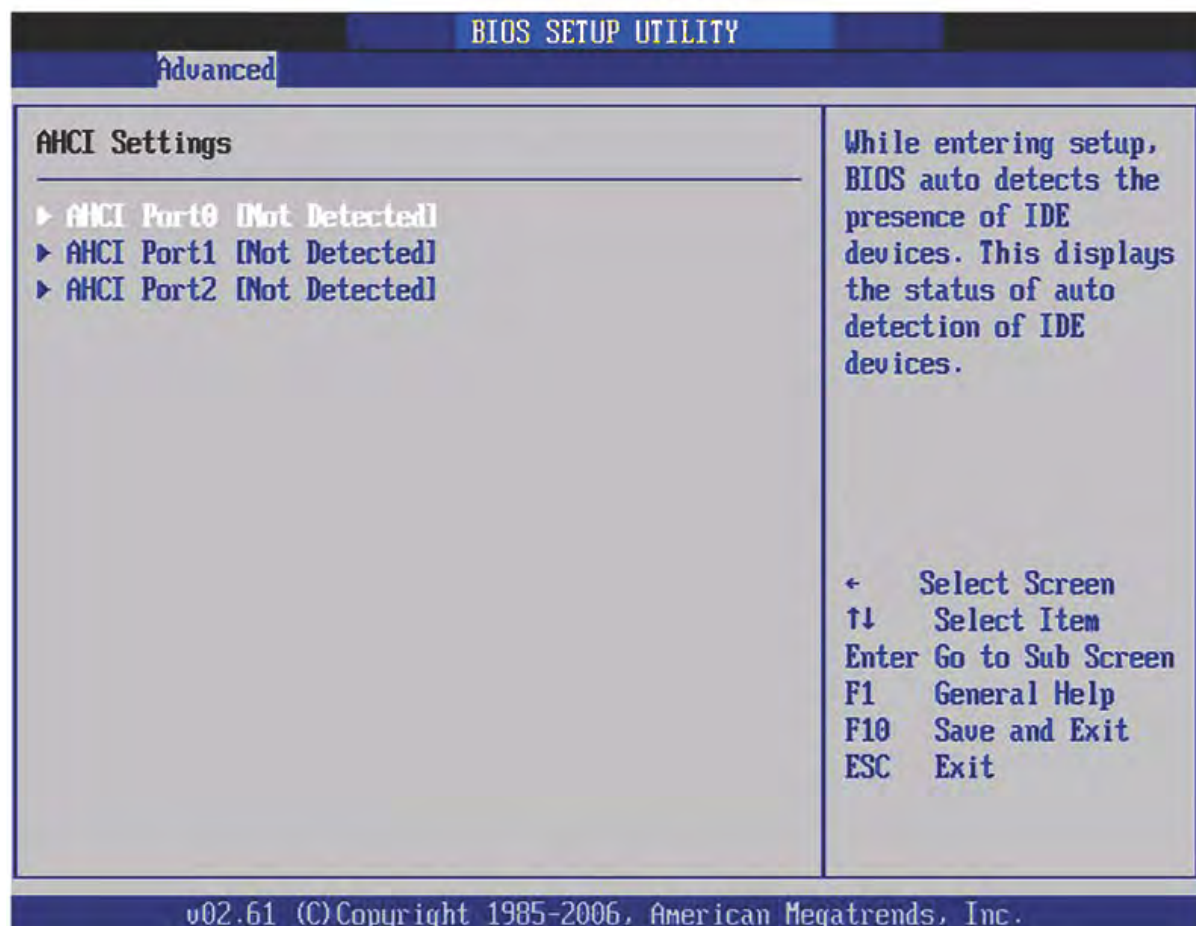 BIOS SETUP UTILITY
Advanced
AHCI Settings
▶ AHCI Port0 [Not Detected]
▶ AHCI Port1 [Not Detected]
▶ AHCI Port2 [Not Detected]
While entering setup,
BIOS auto detects the
presence of IDE
devices. This displays
the status of auto
detection of IDE
devices.
← Select Screen
↑↓ Select Item
Enter Go to Sub Screen
F1 General Help
F10 Save and Exit
ESC Exit
v02.61 (C)Copyright 1985-2006, American Megatrends, Inc.